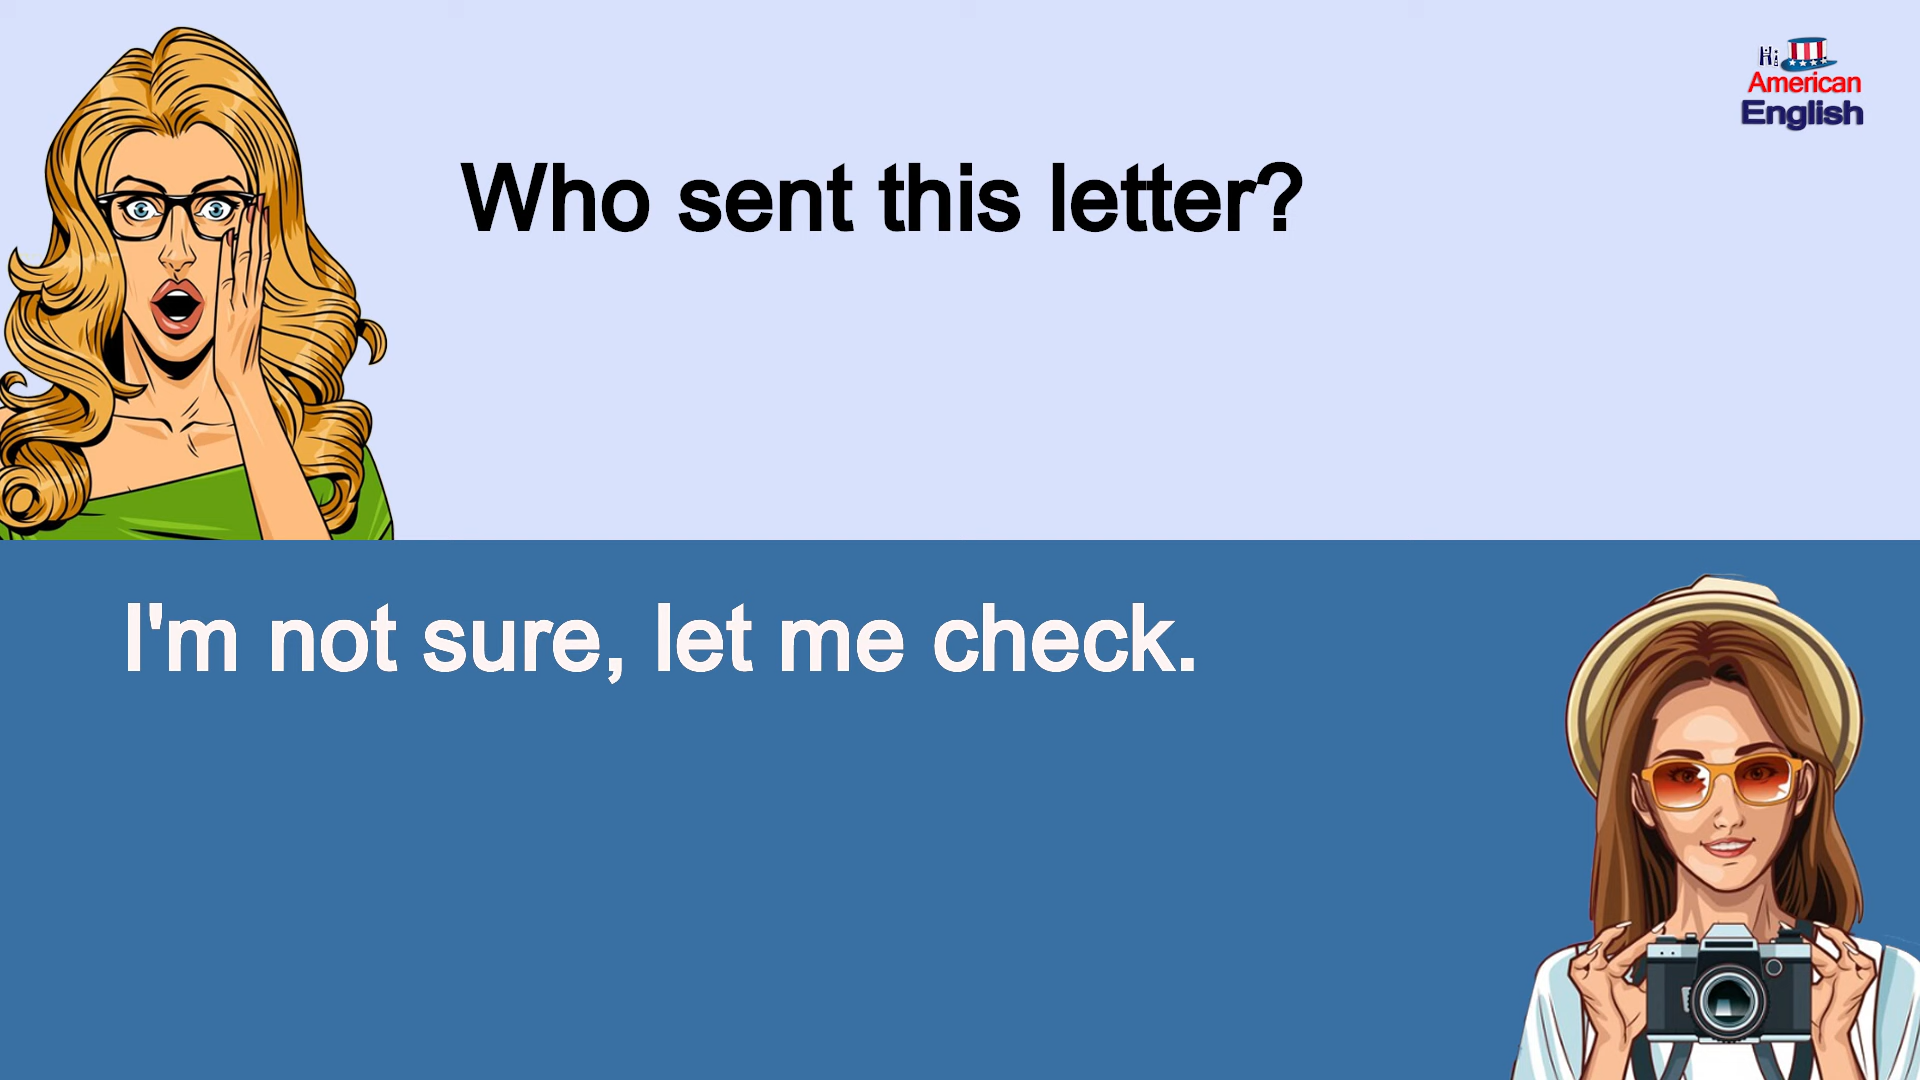 Hi
American
English
Who sent this letter?
I'm not sure, let me check.